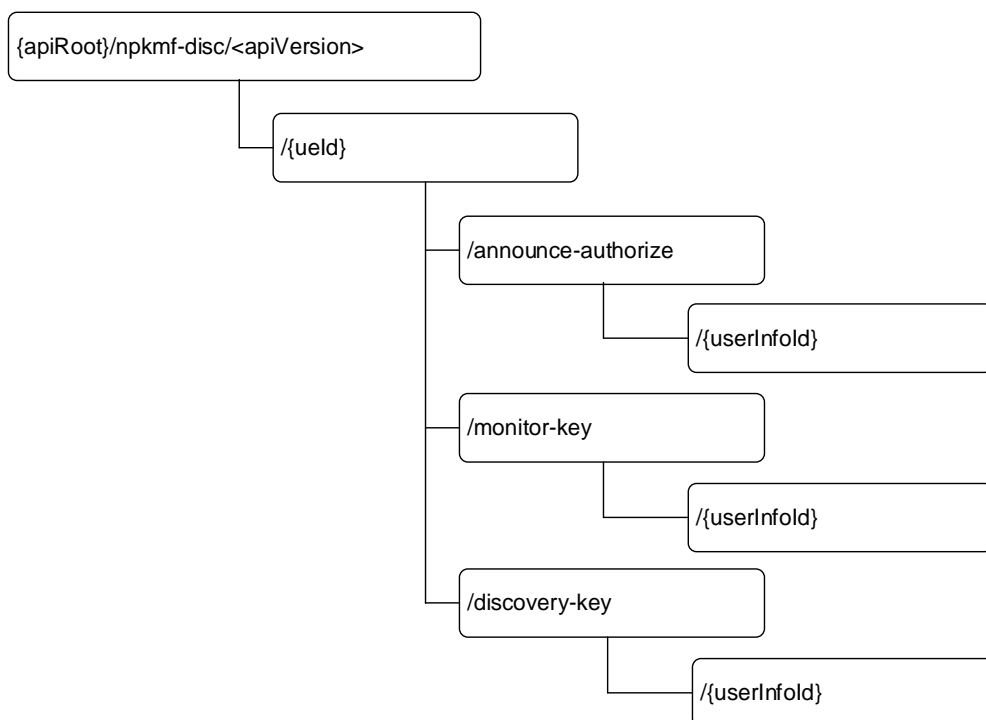 {apiRoot}/npkmf-disc/<apiVersion>
/{ueId}
/announce-authorize
/{userInfoId}
/monitor-key
/{userInfoId}
/discovery-key
/{userInfoId}